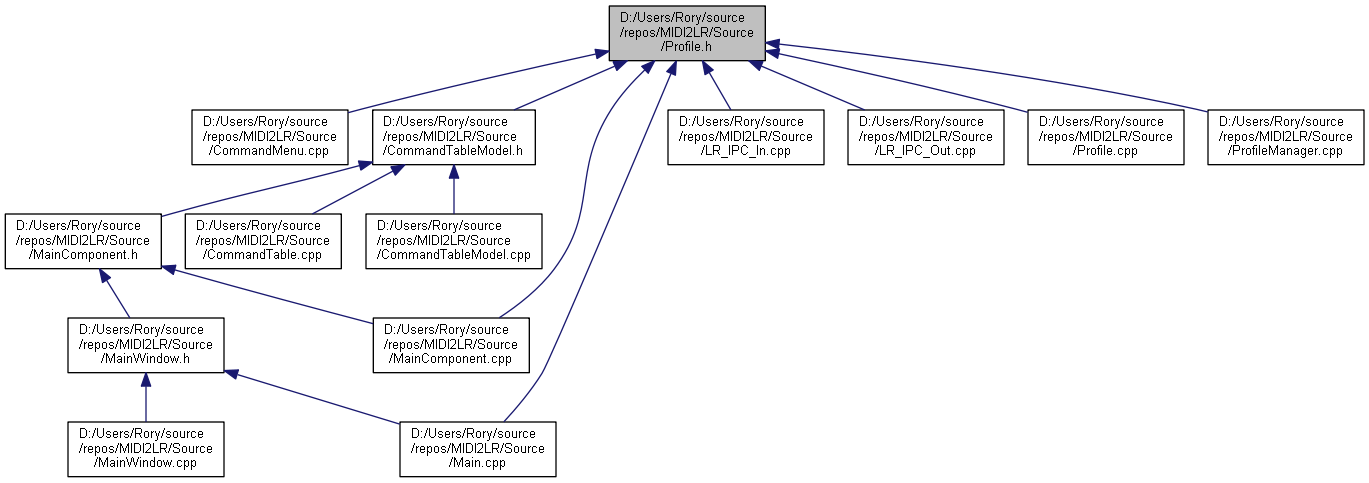 D:/Users/Rory/source
/repos/MIDI2LR/Source
/Profile.h
D:/Users/Rory/source
/repos/MIDI2LR/Source
/CommandMenu.cpp
D:/Users/Rory/source
/repos/MIDI2LR/Source
/CommandTableModel.h
D:/Users/Rory/source
/repos/MIDI2LR/Source
/LR_IPC_In.cpp
D:/Users/Rory/source
/repos/MIDI2LR/Source
/LR_IPC_Out.cpp
D:/Users/Rory/source
/repos/MIDI2LR/Source
/Profile.cpp
D:/Users/Rory/source
/repos/MIDI2LR/Source
/ProfileManager.cpp
D:/Users/Rory/source
/repos/MIDI2LR/Source
/MainComponent.h
D:/Users/Rory/source
/repos/MIDI2LR/Source
/CommandTable.cpp
D:/Users/Rory/source
/repos/MIDI2LR/Source
/CommandTableModel.cpp
D:/Users/Rory/source
/repos/MIDI2LR/Source
/MainWindow.h
D:/Users/Rory/source
/repos/MIDI2LR/Source
/MainComponent.cpp
D:/Users/Rory/source
/repos/MIDI2LR/Source
/MainWindow.cpp
D:/Users/Rory/source
/repos/MIDI2LR/Source
/Main.cpp